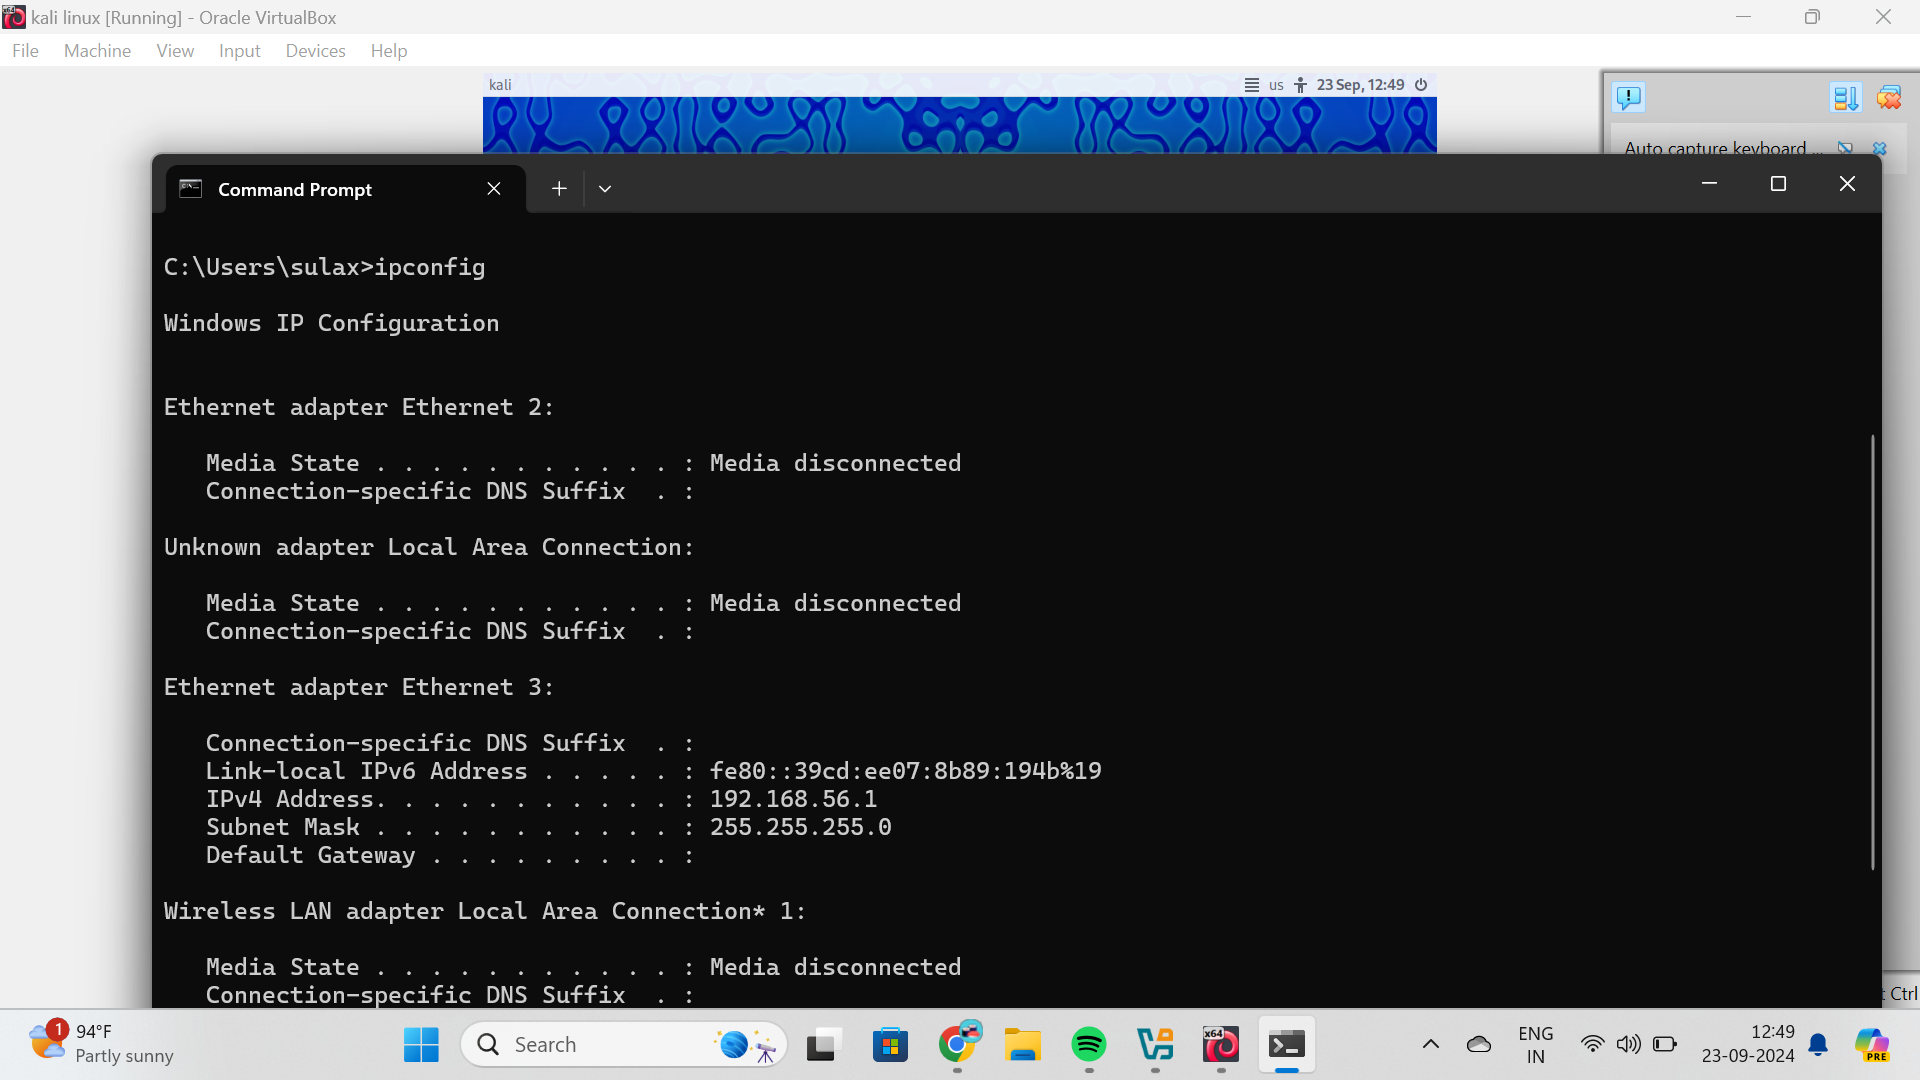 kali linux [Running] - Oracle VirtualBox
File Machine View Input Devices Help
kali us 23 Sep, 12:49
Auto capture keyboard ...
Command Prompt
C:\Users\sulax>ipconfig
Windows IP Configuration
Ethernet adapter Ethernet 2:
Media State . . . . . . . . . . . : Media disconnected
Connection-specific DNS Suffix  . :
Unknown adapter Local Area Connection:
Media State . . . . . . . . . . . : Media disconnected
Connection-specific DNS Suffix  . :
Ethernet adapter Ethernet 3:
Connection-specific DNS Suffix  . :
Link-local IPv6 Address . . . . . : fe80::39cd:ee07:8b89:194b%19
IPv4 Address. . . . . . . . . . . : 192.168.56.1
Subnet Mask . . . . . . . . . . . : 255.255.255.0
Default Gateway . . . . . . . . . :
Wireless LAN adapter Local Area Connection* 1:
Media State . . . . . . . . . . . : Media disconnected
Connection-specific DNS Suffix  . :
Ctrl
1
94°F
Partly sunny
Search
x64
ENG
IN
12:49
23-09-2024
PRE